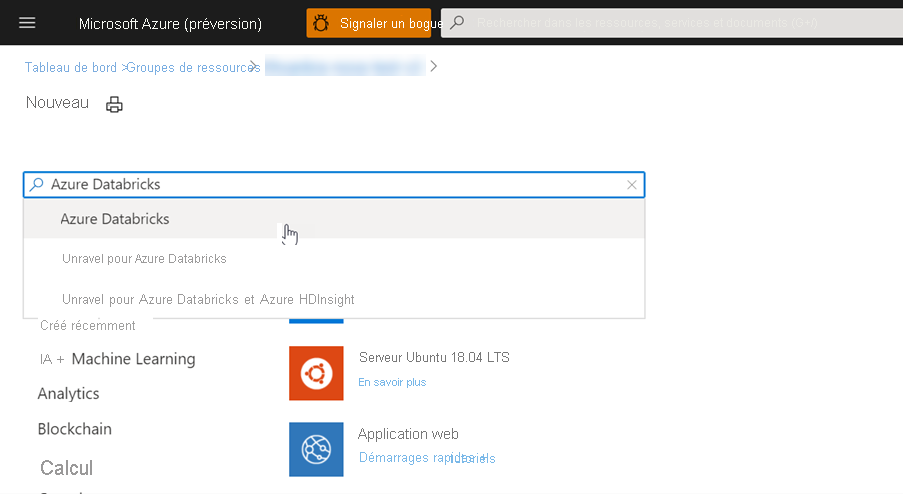 Microsoft Azure (préversion) Signaler un bogue Rechercher dans les ressources, services et documents (G+/)
Tableau de bord > Groupes de ressources > >
Nouveau
Azure Databricks
Azure Databricks
Unravel pour Azure Databricks
Unravel pour Azure Databricks et Azure HDInsight
Créé récemment
IA + Machine Learning
Serveur Ubuntu 18.04 LTS
En savoir plus
Analytics
Blockchain
Application web
Démarrages rapides + tutoriels
Calcul